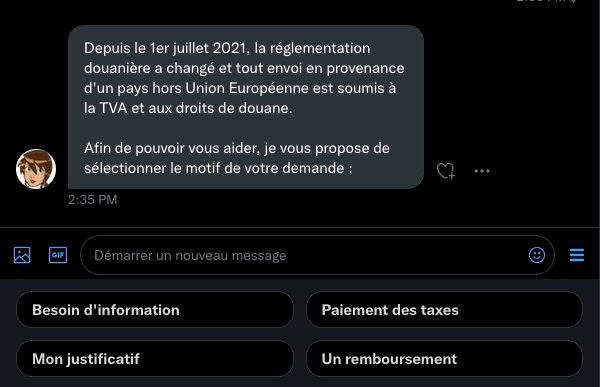 Depuis le 1er juillet 2021, la réglementation
douanière a changé et tout envoi en provenance
d'un pays hors Union Européenne est soumis à
la TVA et aux droits de douane.
Afin de pouvoir vous aider, je vous propose de
sélectionner le motif de votre demande :
2:35 PM
GIF
Démarrer un nouveau message
Besoin d'information
Paiement des taxes
Mon justificatif
Un remboursement